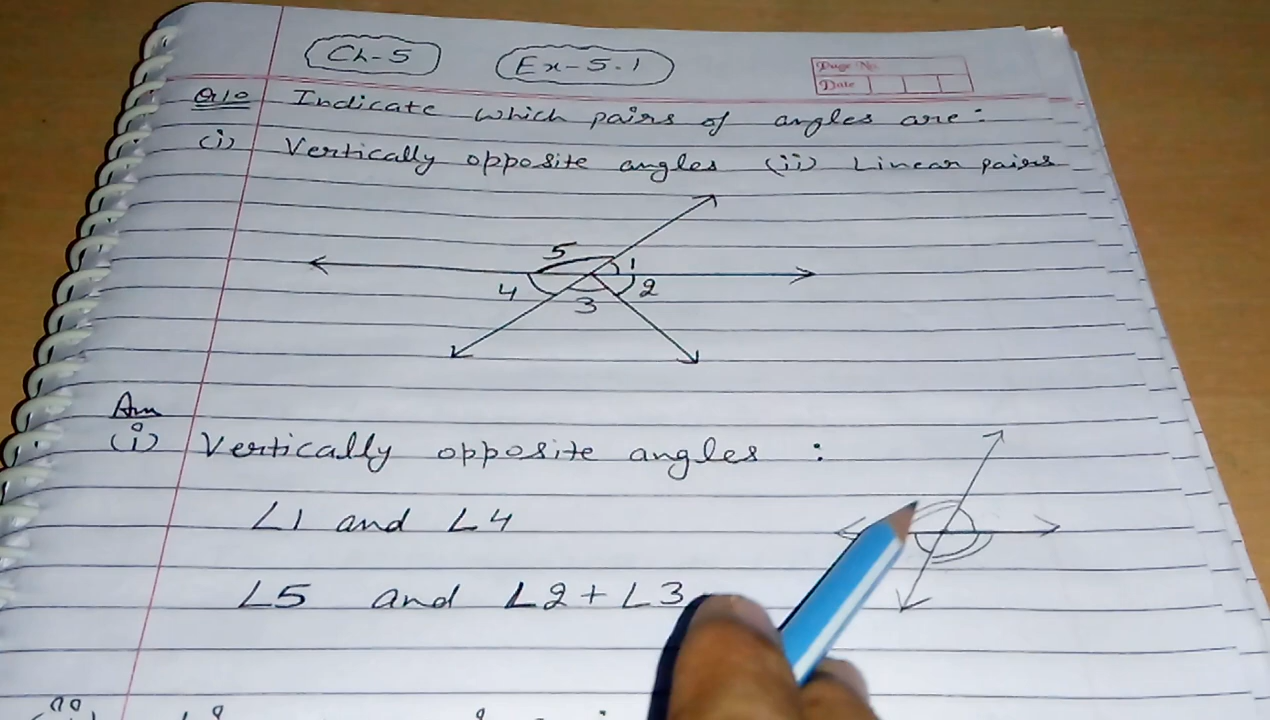 Ch-5 Ex-5.1
Page No.
Date
Q10 Indicate which pairs of angles are:
(i) Vertically opposite angles (ii) Linear pairs
5 1
4 3 2
Ans
(i) Vertically opposite angles :
∠1 and ∠4
∠5 and ∠2 + ∠3